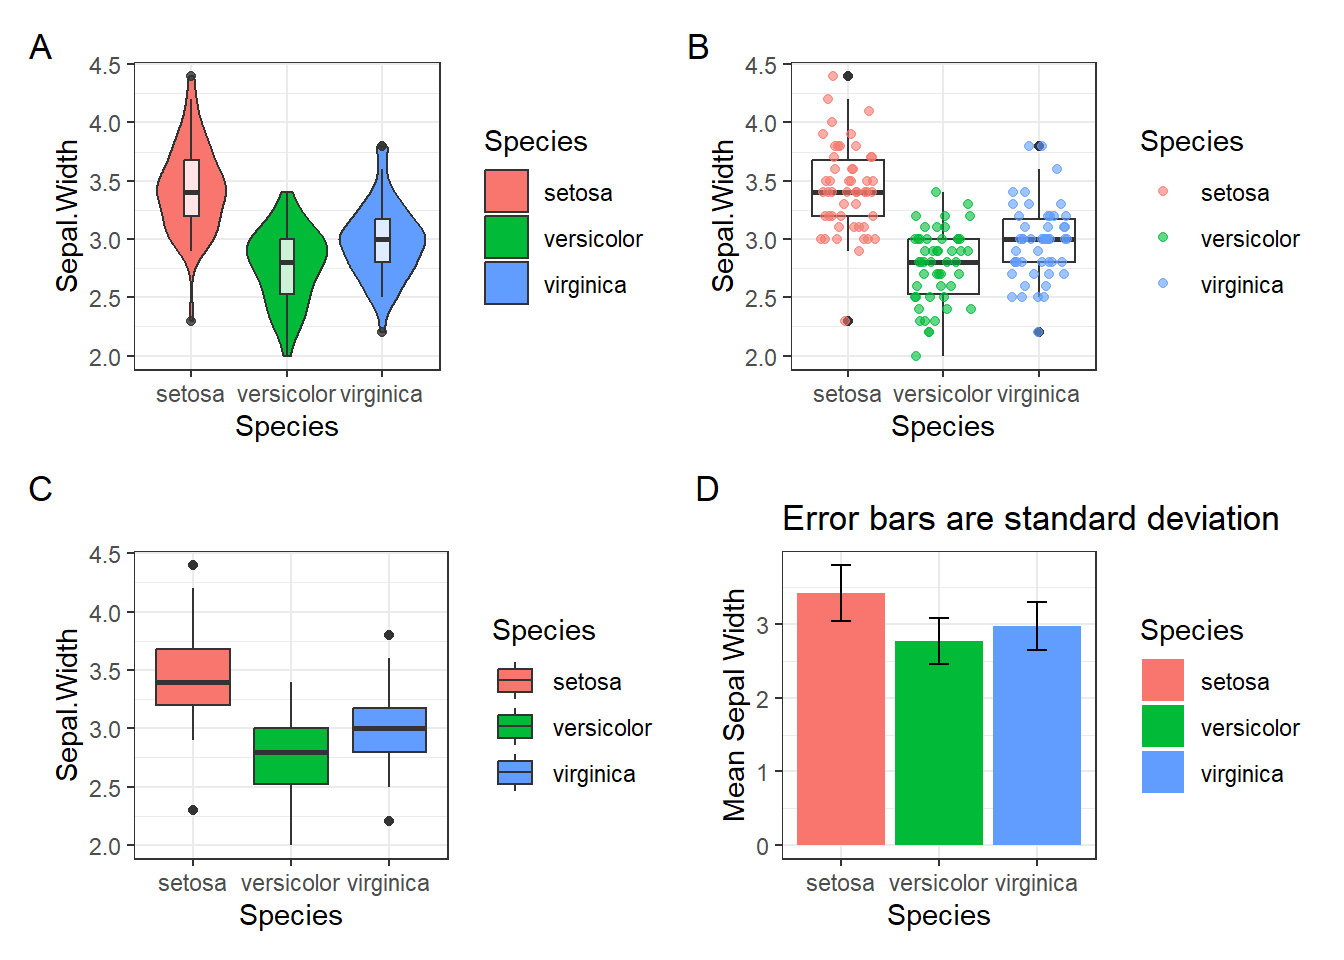 A
4.5
4.0
3.5
3.0
2.5
2.0
Sepal.Width
setosa versicolor virginica
Species
Species
setosa
versicolor
virginica
B
4.5
4.0
3.5
3.0
2.5
2.0
Sepal.Width
setosa versicolor virginica
Species
Species
setosa
versicolor
virginica
C
4.5
4.0
3.5
3.0
2.5
2.0
Sepal.Width
setosa versicolor virginica
Species
Species
setosa
versicolor
virginica
D
Error bars are standard deviation
3
2
1
0
Mean Sepal Width
setosa versicolor virginica
Species
Species
setosa
versicolor
virginica